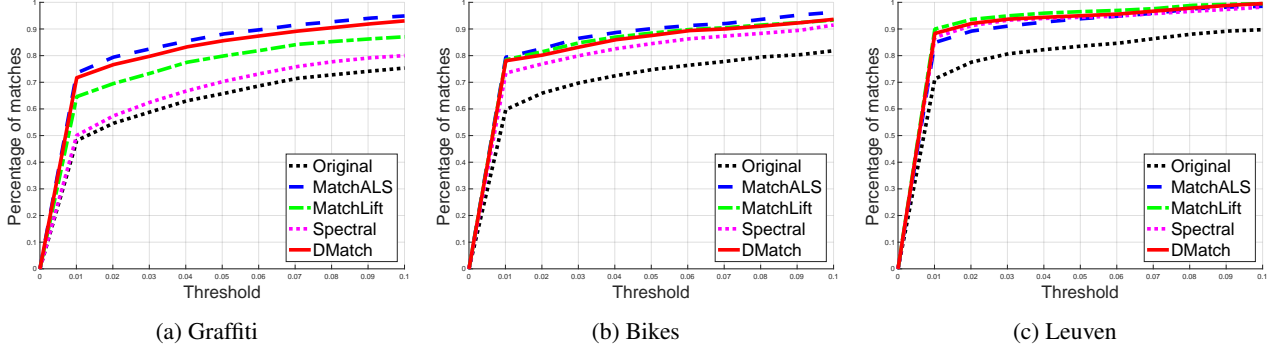 1
0.9
0.8
0.7
0.6
0.5
0.4
0.3
0.2
0.1
0
Percentage of matches
Original
MatchALS
MatchLift
Spectral
DMatch
0 0.01 0.02 0.03 0.04 0.05 0.06 0.07 0.08 0.09 0.1
Threshold
(a) Graffiti
1
0.9
0.8
0.7
0.6
0.5
0.4
0.3
0.2
0.1
0
Percentage of matches
Original
MatchALS
MatchLift
Spectral
DMatch
0 0.01 0.02 0.03 0.04 0.05 0.06 0.07 0.08 0.09 0.1
Threshold
(b) Bikes
1
0.9
0.8
0.7
0.6
0.5
0.4
0.3
0.2
0.1
0
Percentage of matches
Original
MatchALS
MatchLift
Spectral
DMatch
0 0.01 0.02 0.03 0.04 0.05 0.06 0.07 0.08 0.09 0.1
Threshold
(c) Leuven